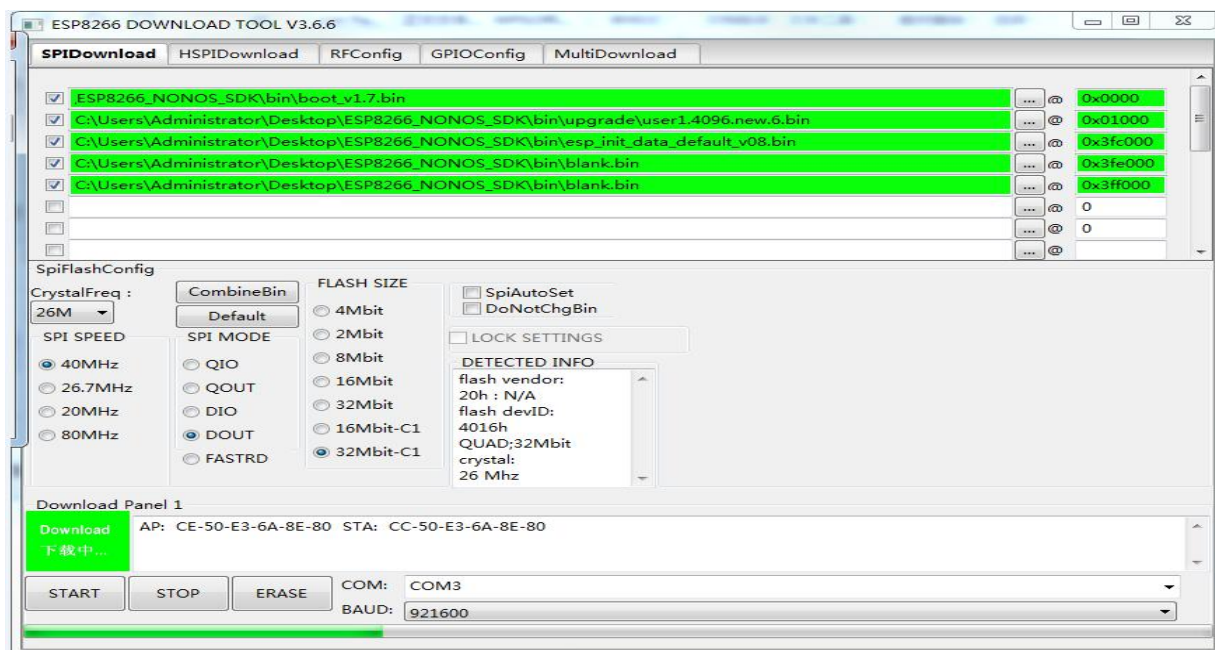 ESP8266 DOWNLOAD TOOL V3.6.6
SPIDownload HSPIDownload RFConfig GPIOConfig MultiDownload
ESP8266_NONOS_SDK\bin\boot_v1.7.bin ... @ 0x0000
C:\Users\Administrator\Desktop\ESP8266_NONOS_SDK\bin\upgrade\user1.4096.new.6.bin ... @ 0x01000
C:\Users\Administrator\Desktop\ESP8266_NONOS_SDK\bin\esp_init_data_default_v08.bin ... @ 0x3fc000
C:\Users\Administrator\Desktop\ESP8266_NONOS_SDK\bin\blank.bin ... @ 0x3fe000
C:\Users\Administrator\Desktop\ESP8266_NONOS_SDK\bin\blank.bin ... @ 0x3ff000
... @ 0
... @ 0
... @
SpiFlashConfig
CrystalFreq :
26M
CombineBin
Default
SPI SPEED
40MHz
26.7MHz
20MHz
80MHz
SPI MODE
QIO
QOUT
DIO
DOUT
FASTRD
FLASH SIZE
4Mbit
2Mbit
8Mbit
16Mbit
32Mbit
16Mbit-C1
32Mbit-C1
SpiAutoSet
DoNotChgBin
LOCK SETTINGS
DETECTED INFO
flash vendor:
20h : N/A
flash devID:
4016h
QUAD;32Mbit
crystal:
26 Mhz
Download Panel 1
Download
下载中...
AP: CE-50-E3-6A-8E-80 STA: CC-50-E3-6A-8E-80
START STOP ERASE
COM: COM3
BAUD: 921600